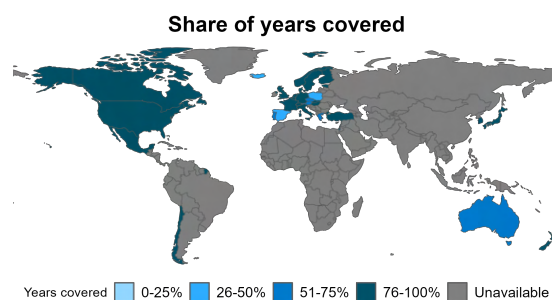 Share of years covered
Years covered 0-25% 26-50% 51-75% 76-100% Unavailable